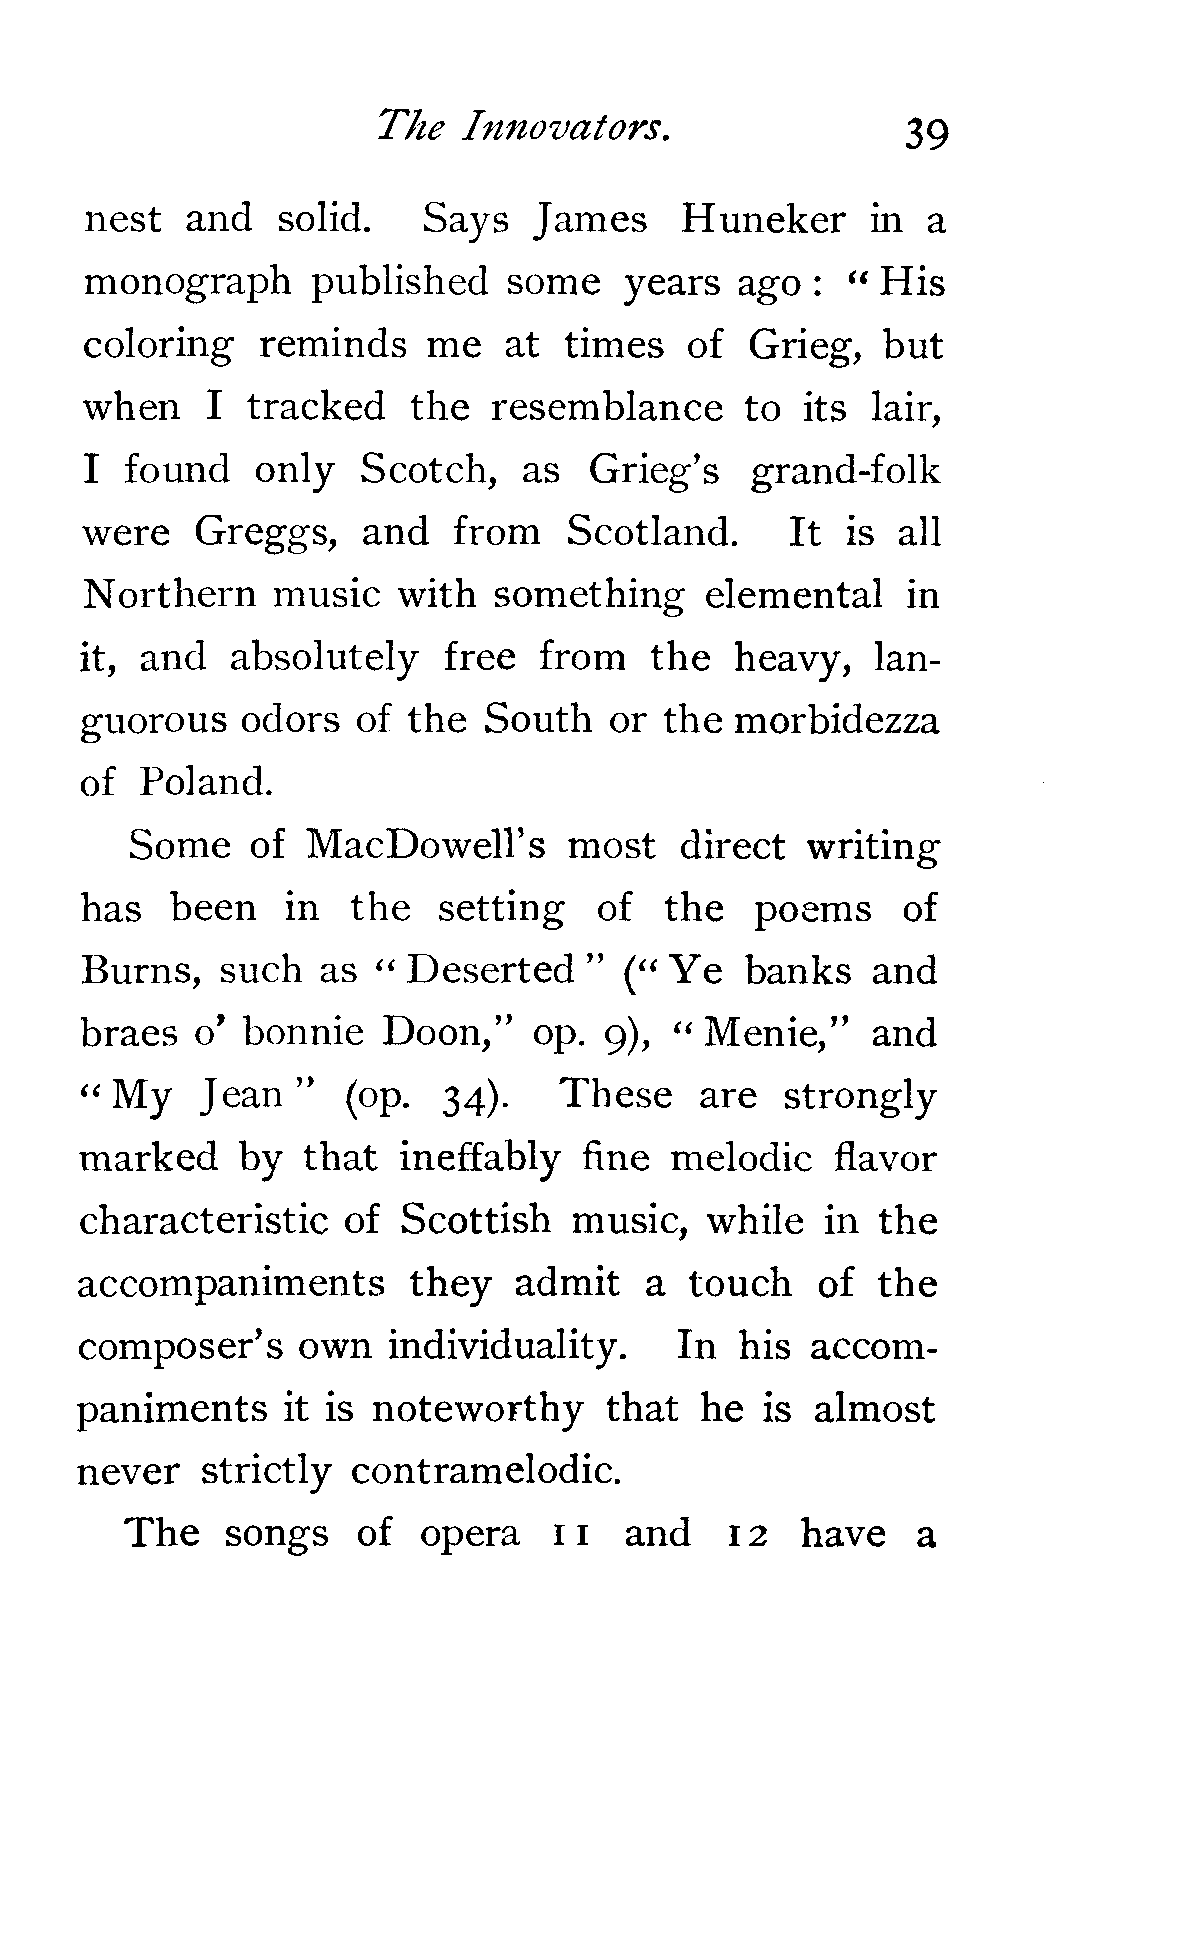 The Innovators. 39
nest and solid. Says James Huneker in a
monograph published some years ago : “ His
coloring reminds me at times of Grieg, but
when I tracked the resemblance to its lair,
I found only Scotch, as Grieg’s grand-folk
were Greggs, and from Scotland. It is all
Northern music with something elemental in
it, and absolutely free from the heavy, lan-
guorous odors of the South or the morbidezza
of Poland.
Some of MacDowell’s most direct writing
has been in the setting of the poems of
Burns, such as “ Deserted ” (“ Ye banks and
braes o’ bonnie Doon,” op. 9), “ Menie,” and
“ My Jean ” (op. 34). These are strongly
marked by that ineffably fine melodic flavor
characteristic of Scottish music, while in the
accompaniments they admit a touch of the
composer’s own individuality. In his accom-
paniments it is noteworthy that he is almost
never strictly contramelodic.
The songs of opera 11 and 12 have a